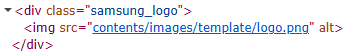 <div class="samsung_logo">
<img src="contents/images/template/logo.png" alt>
</div>